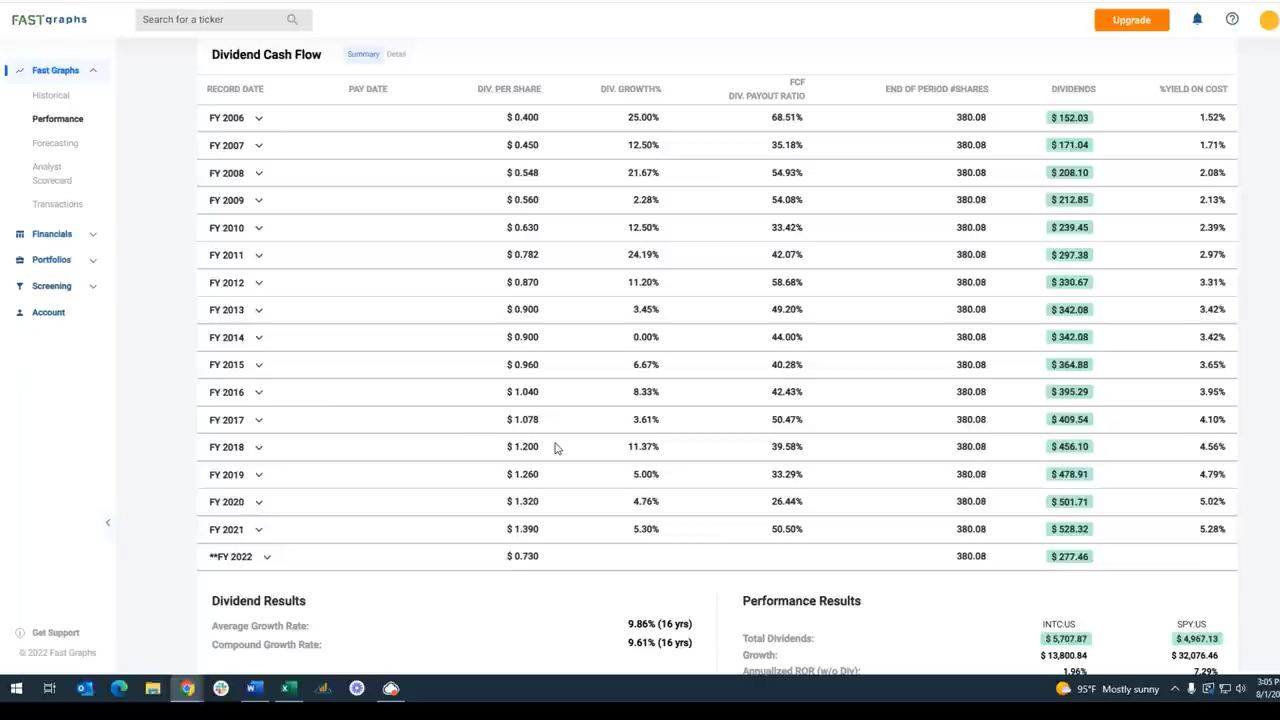 FASTgraphs
Search for a ticker
Upgrade
Fast Graphs
Historical
Performance
Forecasting
Analyst
Scorecard
Transactions
Financials
Portfolios
Screening
Account
Get Support
© 2022 Fast Graphs
Dividend Cash Flow Summary Detail
RECORD DATE PAY DATE DIV. PER SHARE DIV. GROWTH% FCF DIV. PAYOUT RATIO END OF PERIOD #SHARES DIVIDENDS %YIELD ON COST
FY 2006 $ 0.400 25.00% 68.51% 380.08 $ 152.03 1.52%
FY 2007 $ 0.450 12.50% 35.18% 380.08 $ 171.04 1.71%
FY 2008 $ 0.548 21.67% 54.93% 380.08 $ 208.10 2.08%
FY 2009 $ 0.560 2.28% 54.08% 380.08 $ 212.85 2.13%
FY 2010 $ 0.630 12.50% 33.42% 380.08 $ 239.45 2.39%
FY 2011 $ 0.782 24.19% 42.07% 380.08 $ 297.38 2.97%
FY 2012 $ 0.870 11.20% 58.68% 380.08 $ 330.67 3.31%
FY 2013 $ 0.900 3.45% 49.20% 380.08 $ 342.08 3.42%
FY 2014 $ 0.900 0.00% 44.00% 380.08 $ 342.08 3.42%
FY 2015 $ 0.960 6.67% 40.28% 380.08 $ 364.88 3.65%
FY 2016 $ 1.040 8.33% 42.43% 380.08 $ 395.29 3.95%
FY 2017 $ 1.078 3.61% 50.47% 380.08 $ 409.54 4.10%
FY 2018 $ 1.200 11.37% 39.58% 380.08 $ 456.10 4.56%
FY 2019 $ 1.260 5.00% 33.29% 380.08 $ 478.91 4.79%
FY 2020 $ 1.320 4.76% 26.44% 380.08 $ 501.71 5.02%
FY 2021 $ 1.390 5.30% 50.50% 380.08 $ 528.32 5.28%
**FY 2022 $ 0.730 380.08 $ 277.46
Dividend Results
Average Growth Rate: 9.86% (16 yrs)
Compound Growth Rate: 9.61% (16 yrs)
Performance Results
INTC:US SPY:US
Total Dividends: $ 5,707.87 $ 4,967.13
Growth: $ 13,800.84 $ 32,076.46
Annualized ROR (w/o Div): 1.96% 7.29%
95°F Mostly sunny
3:05 P
8/1/20